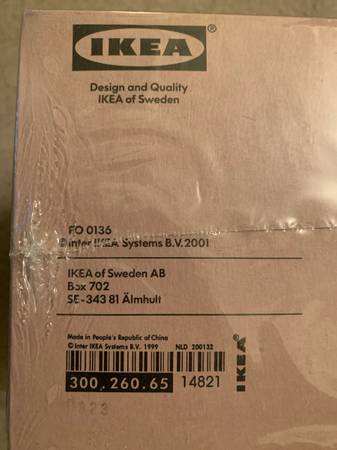 IKEA®
Design and Quality
IKEA of Sweden
FO 0136
©Inter IKEA Systems B.V. 2001
IKEA of Sweden AB
Box 702
SE-343 81 Älmhult
Made in People's Republic of China
© Inter IKEA Systems B.V. 1999 NLD 200132
300.260.65 14821
IKEA®